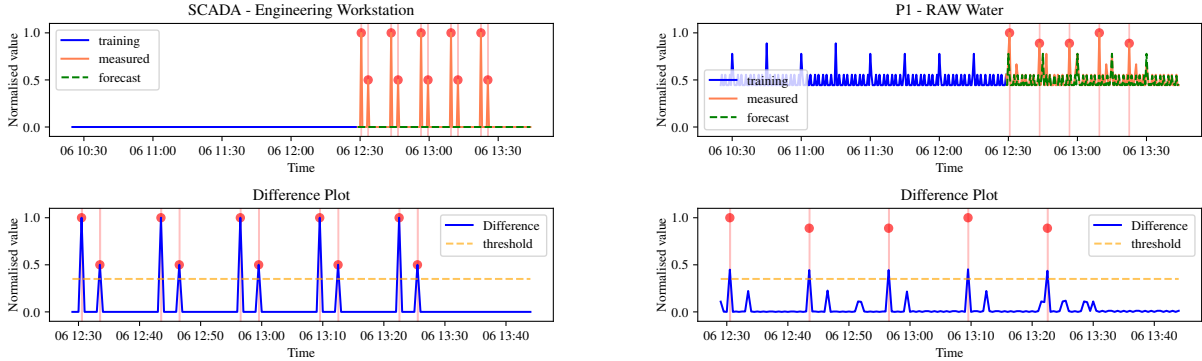 SCADA - Engineering Workstation
Normalised value
1.0
0.5
0.0
training
measured
forecast
06 10:30 06 11:00 06 11:30 06 12:00 06 12:30 06 13:00 06 13:30
Time
P1 - RAW Water
Normalised value
1.0
0.5
0.0
training
measured
forecast
06 10:30 06 11:00 06 11:30 06 12:00 06 12:30 06 13:00 06 13:30
Time
Difference Plot
Normalised value
1.0
0.5
0.0
Difference
threshold
06 12:30 06 12:40 06 12:50 06 13:00 06 13:10 06 13:20 06 13:30 06 13:40
Time
Difference Plot
Normalised value
1.0
0.5
0.0
Difference
threshold
06 12:30 06 12:40 06 12:50 06 13:00 06 13:10 06 13:20 06 13:30 06 13:40
Time